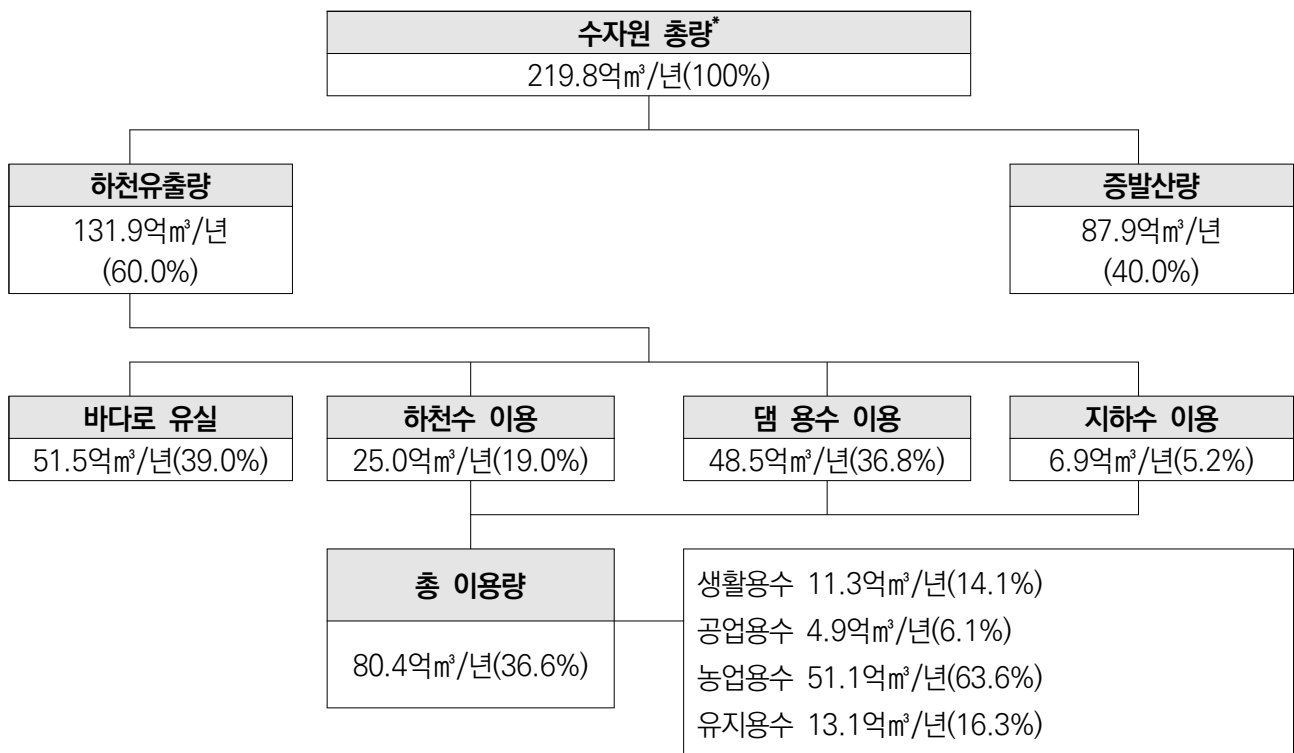 수자원 총량*
219.8억㎥/년(100%)
하천유출량
131.9억㎥/년
(60.0%)
증발산량
87.9억㎥/년
(40.0%)
바다로 유실
51.5억㎥/년(39.0%)
하천수 이용
25.0억㎥/년(19.0%)
댐 용수 이용
48.5억㎥/년(36.8%)
지하수 이용
6.9억㎥/년(5.2%)
총 이용량
80.4억㎥/년(36.6%)
생활용수 11.3억㎥/년(14.1%)
공업용수 4.9억㎥/년(6.1%)
농업용수 51.1억㎥/년(63.6%)
유지용수 13.1억㎥/년(16.3%)